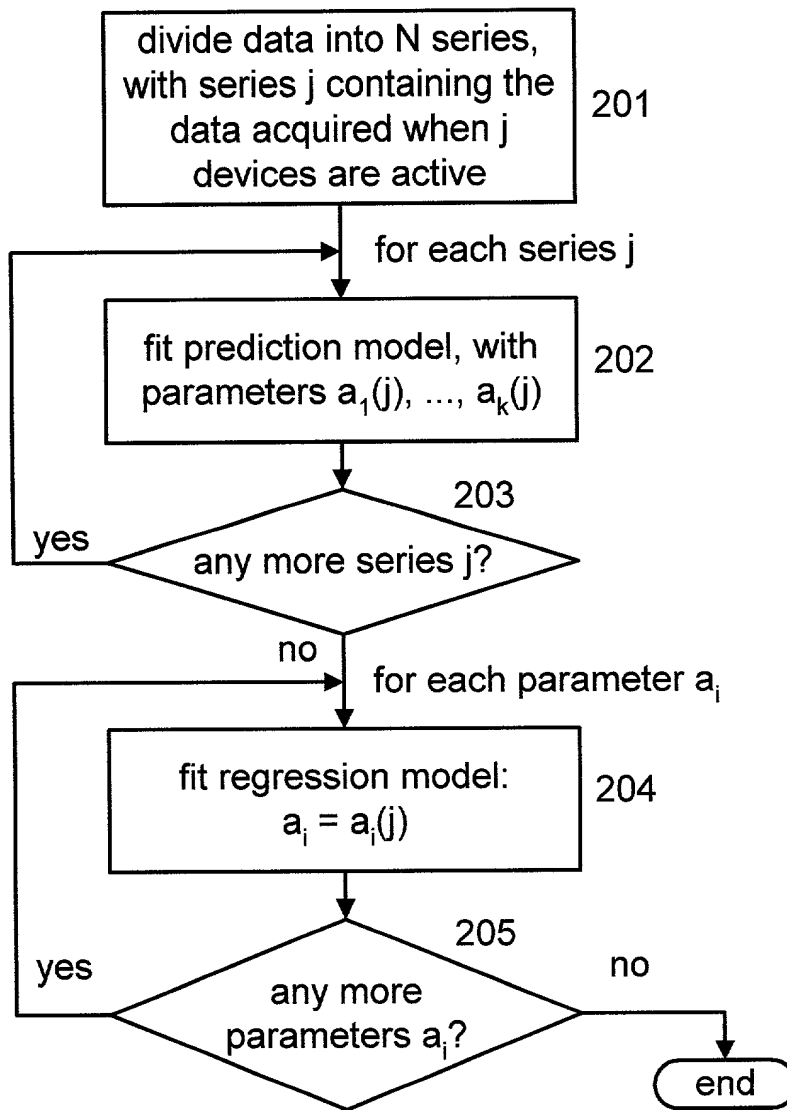 divide data into N series,
with series j containing the
data acquired when j
devices are active
201
for each series j
fit prediction model, with
parameters a₁(j), ..., aₖ(j)
202
203
yes
any more series j?
no
for each parameter aᵢ
fit regression model:
aᵢ = aᵢ(j)
204
205
yes
no
any more
parameters aᵢ?
end